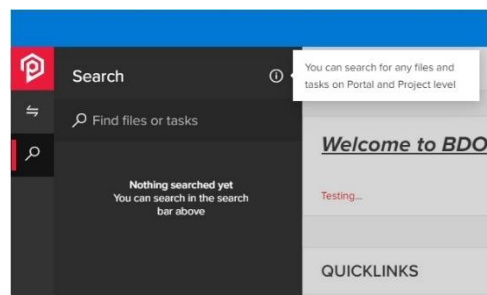 Search
You can search for any files and
tasks on Portal and Project level
Find files or tasks
Nothing searched yet
You can search in the search
bar above
Welcome to BDO
Testing...
QUICKLINKS